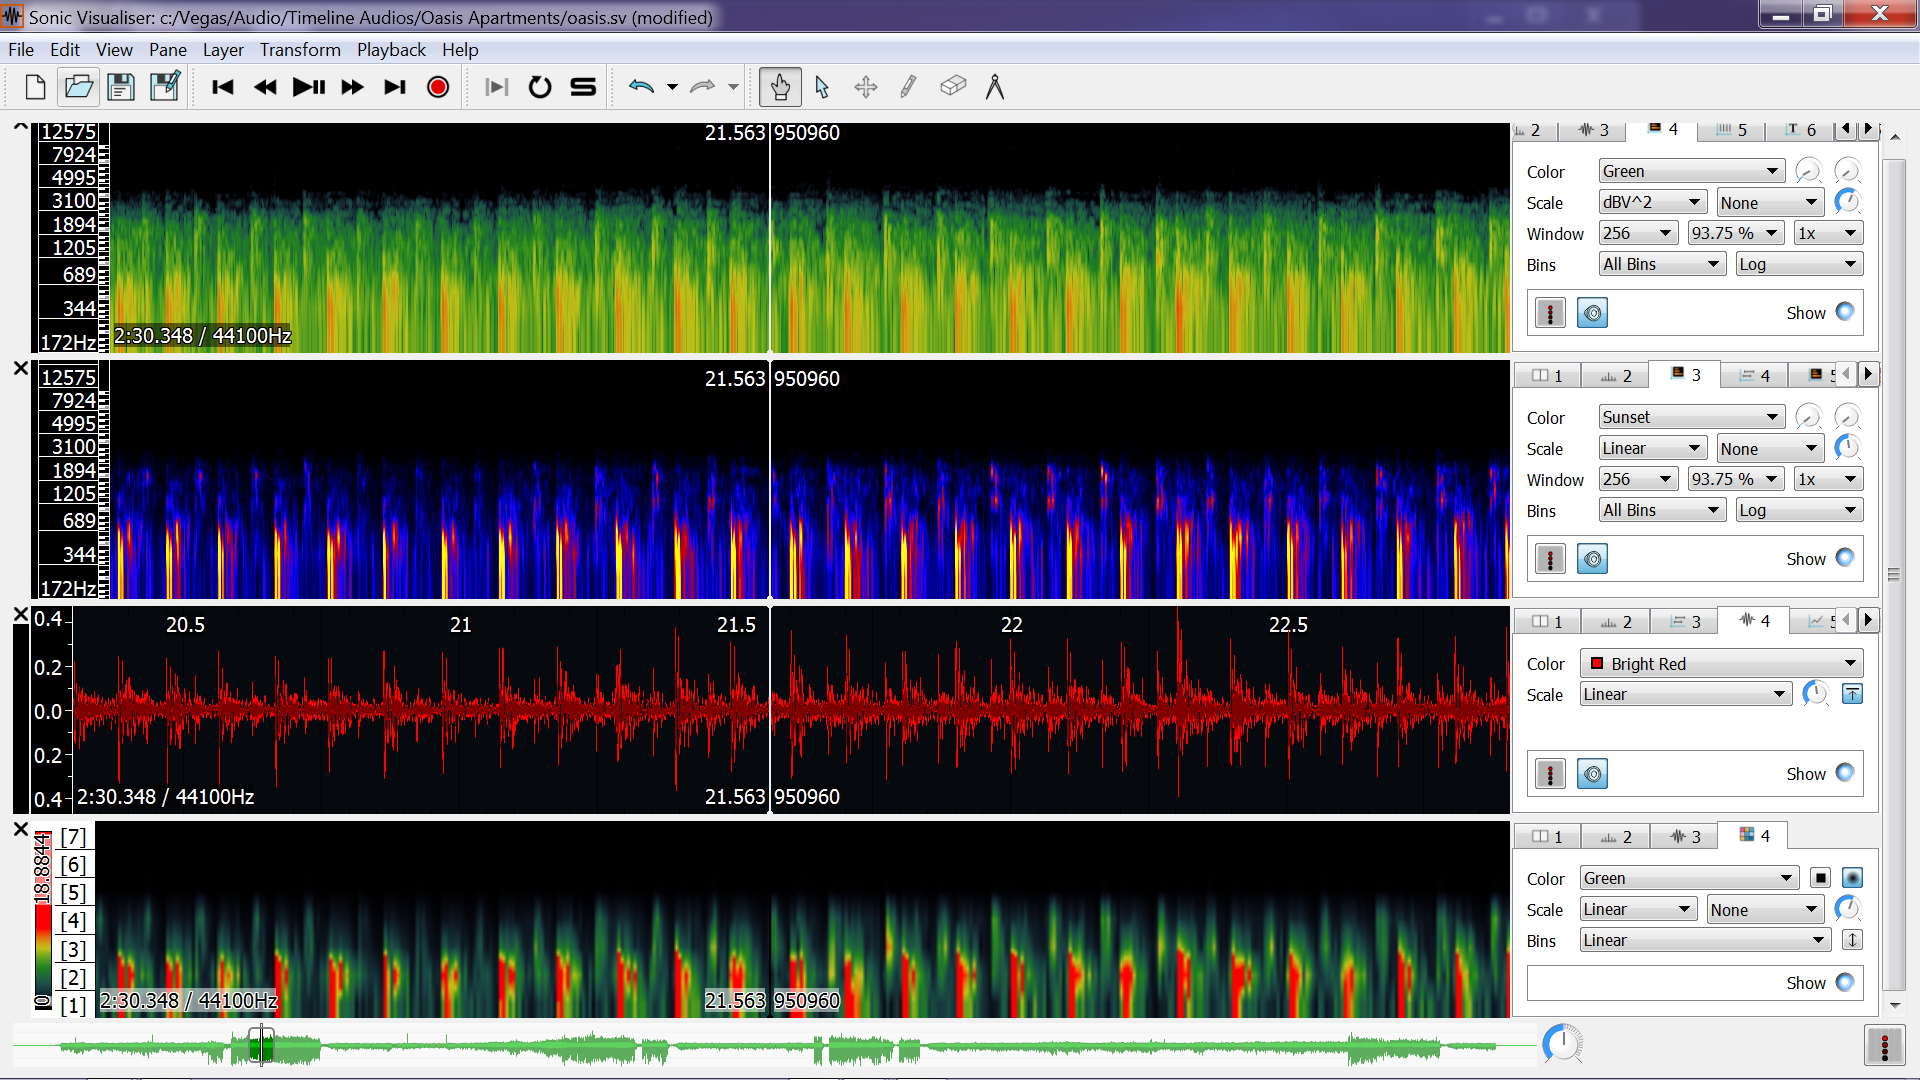 Sonic Visualiser: c:/Vegas/Audio/Timeline Audios/Oasis Apartments/oasis.sv (modified)
File Edit View Pane Layer Transform Playback Help
12575
7924
4995
3100
1894
1205
689
344
172Hz
21.563 950960
2:30.348 / 44100Hz
2 3 4 5 6
Color Green
Scale dBV^2 None
Window 256 93.75 % 1x
Bins All Bins Log
Show
12575
7924
4995
3100
1894
1205
689
344
172Hz
21.563 950960
1 2 3 4 5
Color Sunset
Scale Linear None
Window 256 93.75 % 1x
Bins All Bins Log
Show
0.4
0.2
0.0
0.2
0.4
20.5 21 21.5 22 22.5
2:30.348 / 44100Hz
21.563 950960
1 2 3 4 5
Color Bright Red
Scale Linear
Show
18.8844
0
[7]
[6]
[5]
[4]
[3]
[2]
[1]
2:30.348 / 44100Hz
21.563 950960
1 2 3 4
Color Green
Scale Linear None
Bins Linear
Show